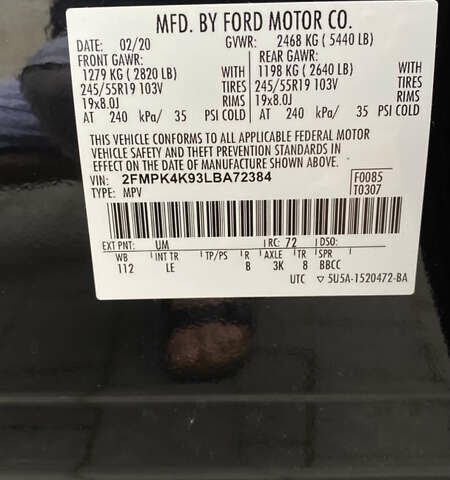 MFD. BY FORD MOTOR CO.
DATE: 02/20 GVWR: 2468 KG (5440 LB)
FRONT GAWR: REAR GAWR:
1279 KG (2820 LB) WITH 1198 KG (2640 LB) WITH
245/55R19 103V TIRES 245/55R19 103V TIRES
19x8.0J RIMS 19x8.0J RIMS
AT 240 kPa/ 35 PSI COLD AT 240 kPa/ 35 PSI COLD
THIS VEHICLE CONFORMS TO ALL APPLICABLE FEDERAL MOTOR
VEHICLE SAFETY AND THEFT PREVENTION STANDARDS IN
EFFECT ON THE DATE OF MANUFACTURE SHOWN ABOVE.
VIN: 2FMPK4K93LBA72384 F0085
TYPE: MPV T0307
EXT PNT: UM RC: 72 DSO:
WB INT TR TP/PS R AXLE TR SPR
112 LE B 3K 8 BBCC
UTC ▽ 5U5A-1520472-BA